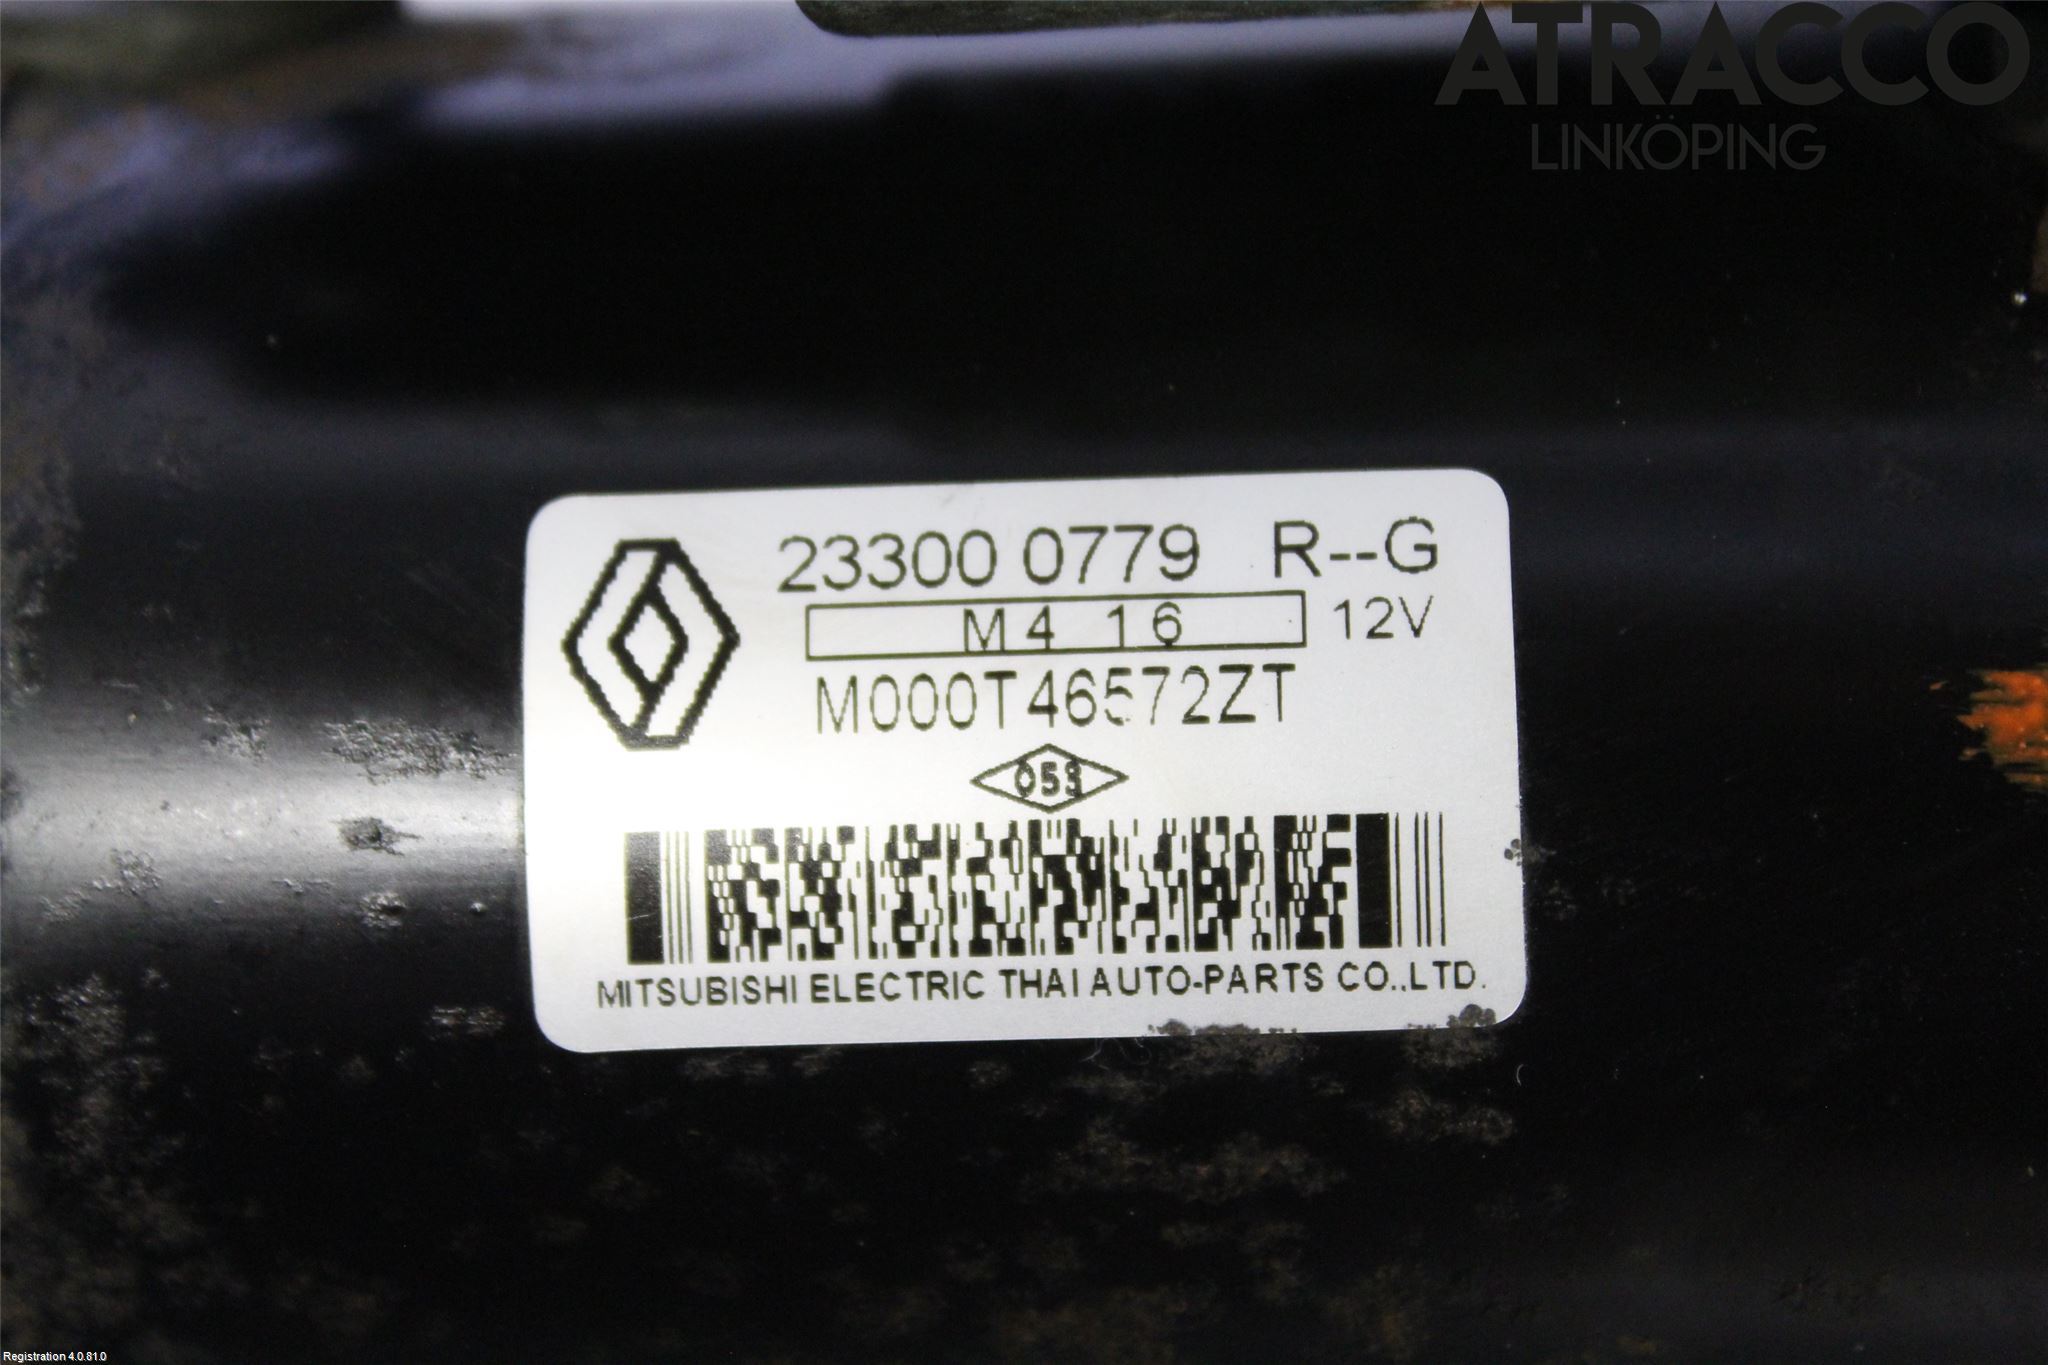 ATRACCO
LINKÖPING
23300 0779 R--G
M4 16 12V
M000T46572ZT
053
MITSUBISHI ELECTRIC THAI AUTO-PARTS CO.,LTD.
Registration 4.0.81.0